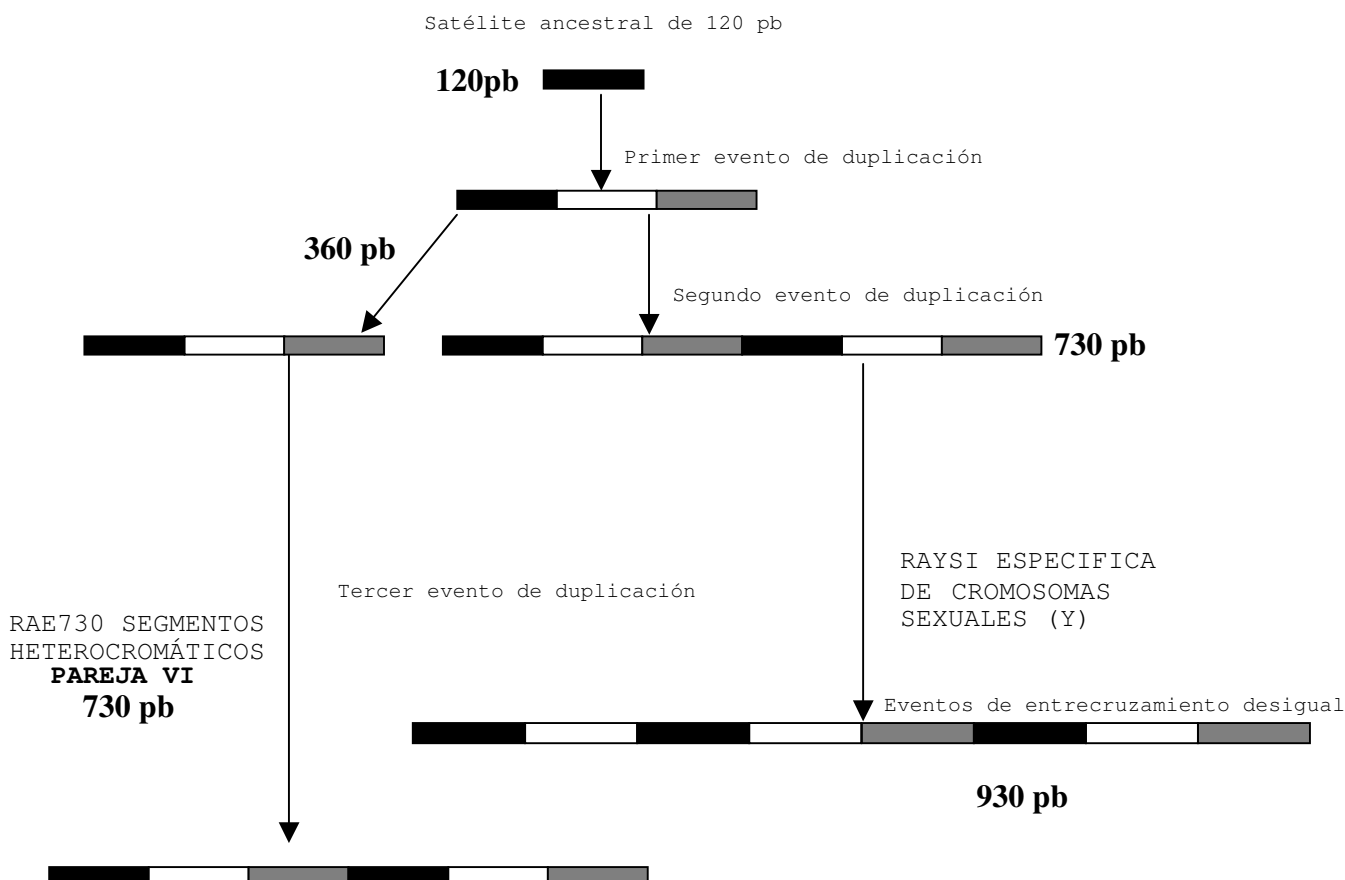 Satélite ancestral de 120 pb
120pb
Primer evento de duplicación
360 pb
Segundo evento de duplicación
730 pb
RAYSI ESPECIFICA
DE CROMOSOMAS
SEXUALES (Y)
Tercer evento de duplicación
RAE730 SEGMENTOS
HETEROCROMÁTICOS
PAREJA VI
730 pb
Eventos de entrecruzamiento desigual
930 pb